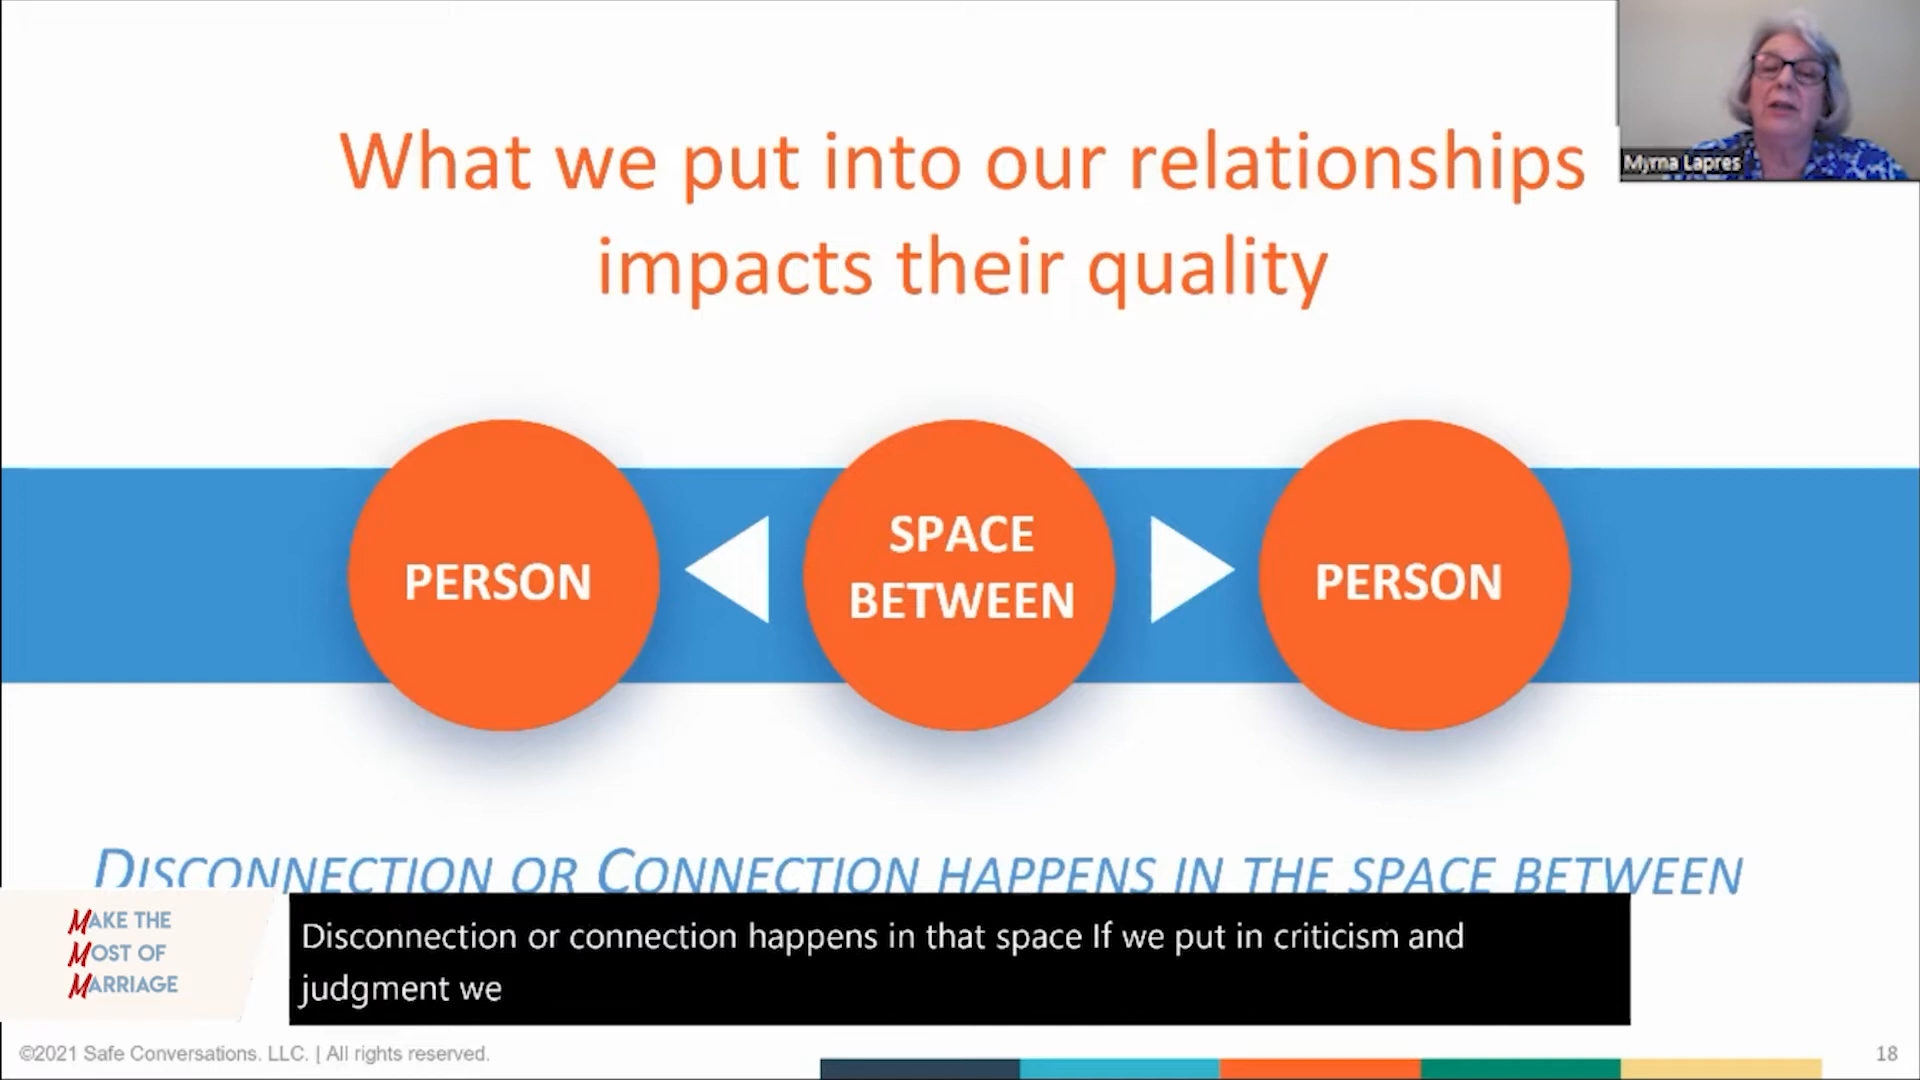 What we put into our relationships
impacts their quality
Myrna Lapres
PERSON
SPACE
BETWEEN
PERSON
DISCONNECTION OR CONNECTION HAPPENS IN THE SPACE BETWEEN
MAKE THE
MOST OF
MARRIAGE
Disconnection or connection happens in that space If we put in criticism and
judgment we
©2021 Safe Conversations. LLC. | All rights reserved.
18